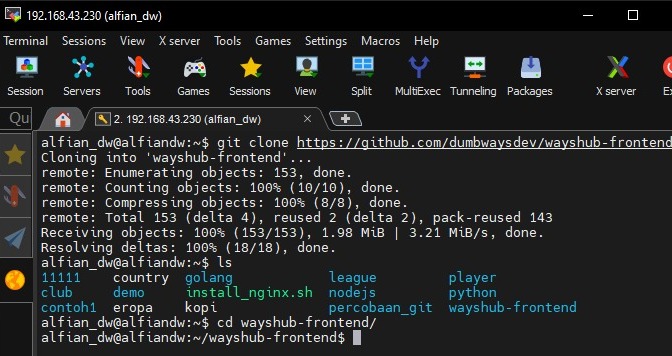 192.168.43.230 (alfian_dw)
Terminal Sessions View X server Tools Games Settings Macros Help
Session Servers Tools Games Sessions View Split MultiExec Tunneling Packages X server
Qu
2. 192.168.43.230 (alfian_dw)
alfian_dw@alfiandw:~$ git clone https://github.com/dumbwaysdev/wayshub-frontend
Cloning into 'wayshub-frontend'...
remote: Enumerating objects: 153, done.
remote: Counting objects: 100% (10/10), done.
remote: Compressing objects: 100% (8/8), done.
remote: Total 153 (delta 4), reused 2 (delta 2), pack-reused 143
Receiving objects: 100% (153/153), 1.98 MiB | 3.21 MiB/s, done.
Resolving deltas: 100% (18/18), done.
alfian_dw@alfiandw:~$ ls
11111 country golang league player
club demo install_nginx.sh nodejs python
contoh1 eropa kopi percobaan_git wayshub-frontend
alfian_dw@alfiandw:~$ cd wayshub-frontend/
alfian_dw@alfiandw:~/wayshub-frontend$